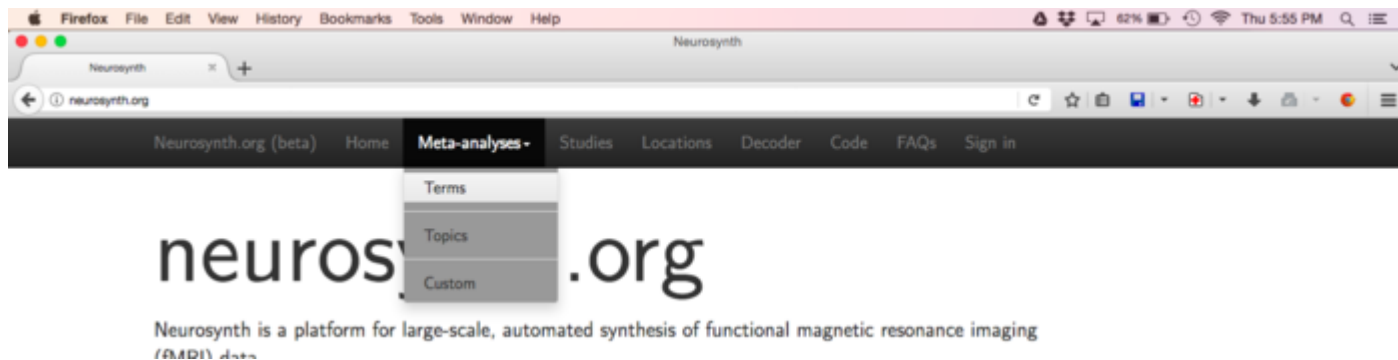 Firefox File Edit View History Bookmarks Tools Window Help 62% Thu 5:55 PM
Neurosynth
Neurosynth
neurosynth.org
Neurosynth.org (beta) Home Meta-analyses Studies Locations Decoder Code FAQs Sign in
Terms
Topics
Custom
neuros .org
Neurosynth is a platform for large-scale, automated synthesis of functional magnetic resonance imaging
(fMRI) data.